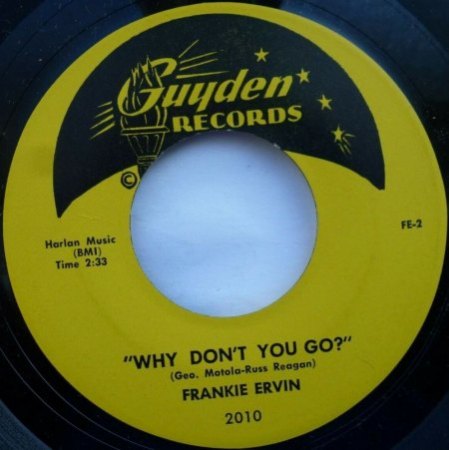 Guyden
RECORDS
©
Harlan Music
(BMI)
Time 2:33
FE-2
"WHY DON'T YOU GO?"
(Geo. Motola-Russ Reagan)
FRANKIE ERVIN
2010